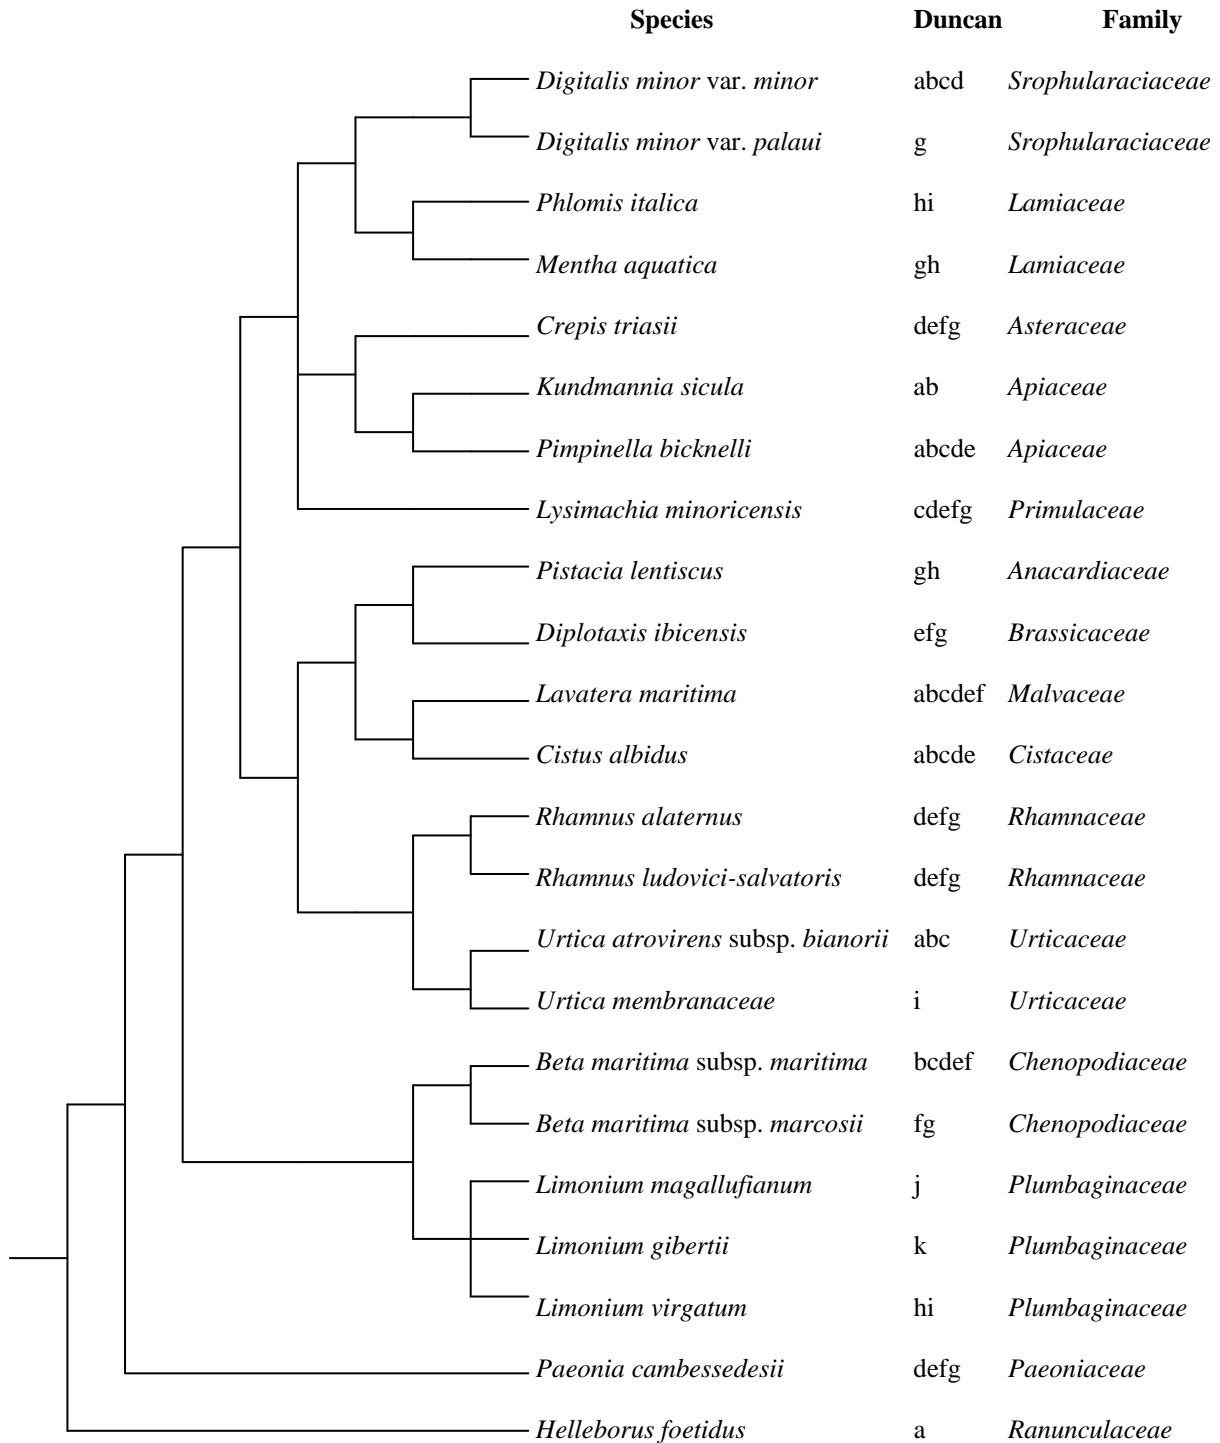 Species Duncan Family
Digitalis minor var. minor abcd Srophulariaciaceae
Digitalis minor var. palaui g Srophulariaciaceae
Phlomis italica hi Lamiaceae
Mentha aquatica gh Lamiaceae
Crepis triasii defg Asteraceae
Kundmannia sicula ab Apiaceae
Pimpinella bicknelli abcde Apiaceae
Lysimachia minoricensis cdefg Primulaceae
Pistacia lentiscus gh Anacardiaceae
Diplotaxis ibicensis efg Brassicaceae
Lavatera maritima abcdef Malvaceae
Cistus albidus abcde Cistaceae
Rhamnus alaternus defg Rhamnaceae
Rhamnus ludovici-salvatoris defg Rhamnaceae
Urtica atrovirens subsp. bianorii abc Urticaceae
Urtica membranaceae i Urticaceae
Beta maritima subsp. maritima bcdef Chenopodiaceae
Beta maritima subsp. marcosii fg Chenopodiaceae
Limonium magallufianum j Plumbaginaceae
Limonium gibertii k Plumbaginaceae
Limonium virgatum hi Plumbaginaceae
Paeonia cambessedesii defg Paeoniaceae
Helleborus foetidus a Ranunculaceae